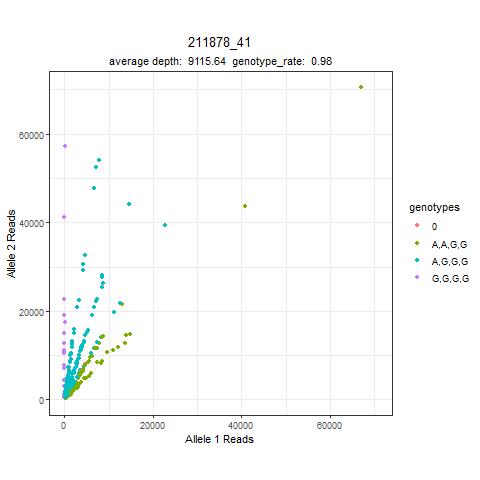 211878_41
average depth: 9115.64 genotype_rate: 0.98
Allele 2 Reads
60000
40000
20000
0
0
20000
40000
60000
Allele 1 Reads
genotypes
0
A,A,G,G
A,G,G,G
G,G,G,G